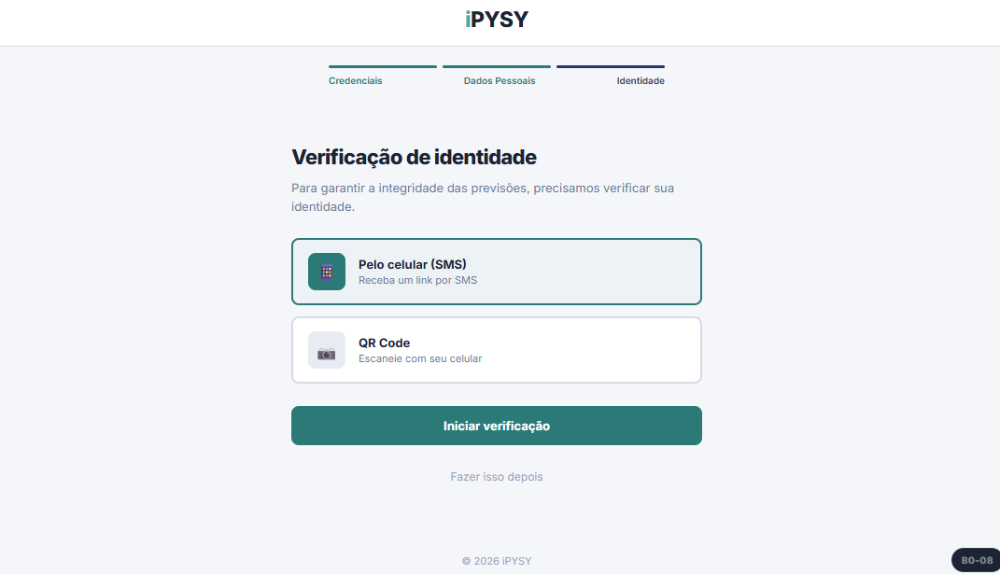 iPYSY
Credenciais
Dados Pessoais
Identidade
Verificação de identidade
Para garantir a integridade das previsões, precisamos verificar sua
identidade.
Pelo celular (SMS)
Receba um link por SMS
QR Code
Escaneie com seu celular
Iniciar verificação
Fazer isso depois
© 2026 iPYSY
B0-08